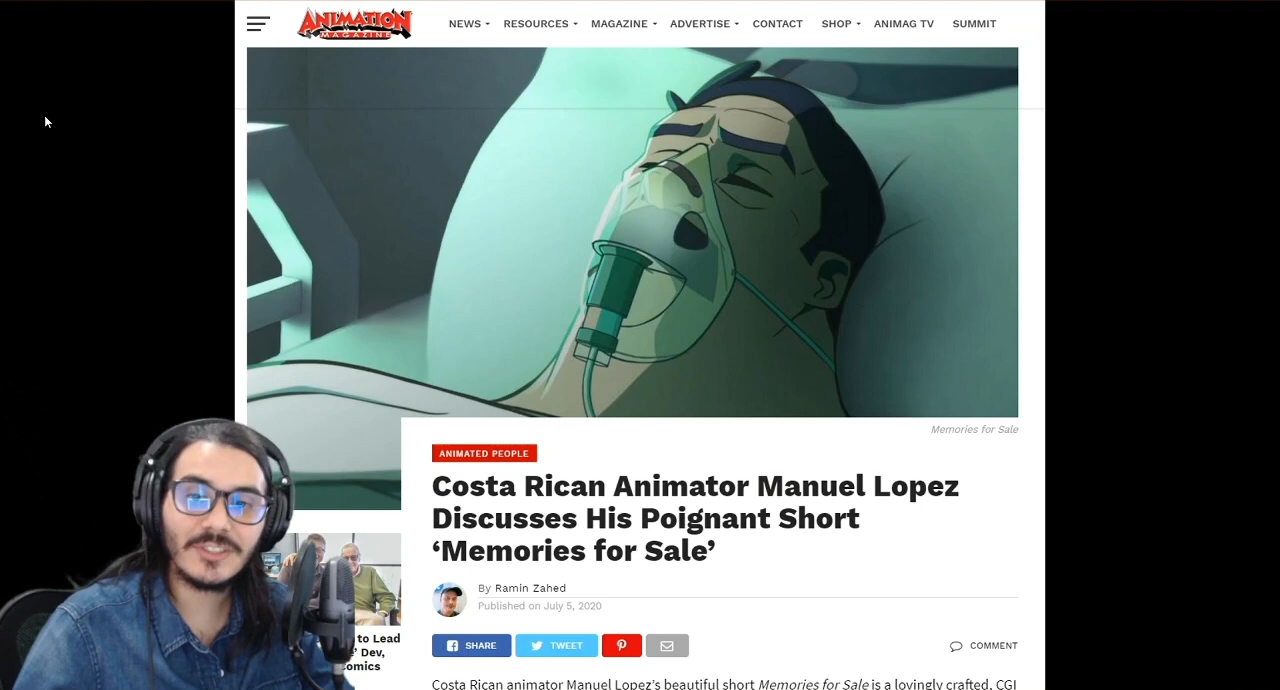 ANIMATION
MAGAZINE
NEWS
RESOURCES
MAGAZINE
ADVERTISE
CONTACT
SHOP
ANIMAG TV
SUMMIT
Memories for Sale
ANIMATED PEOPLE
Costa Rican Animator Manuel Lopez
Discusses His Poignant Short
‘Memories for Sale’
By Ramin Zahed
Published on July 5, 2020
SHARE
TWEET
COMMENT
to Lead
’ Dev,
Costa Rican animator Manuel Lopez’s beautiful short Memories for Sale is a lovingly crafted, CGI